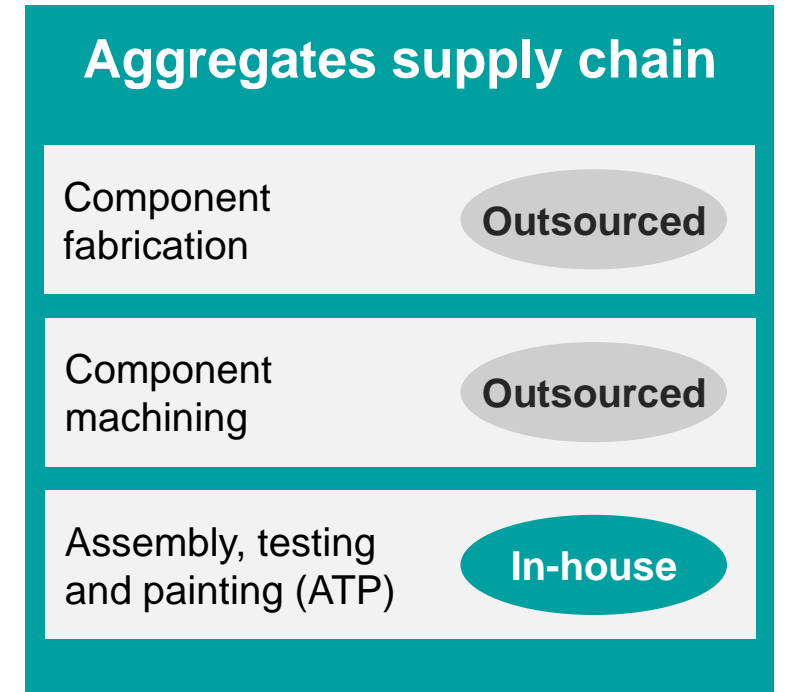 Aggregates supply chain
Component
fabrication
Outsourced
Component
machining
Outsourced
Assembly, testing
and painting (ATP)
In-house